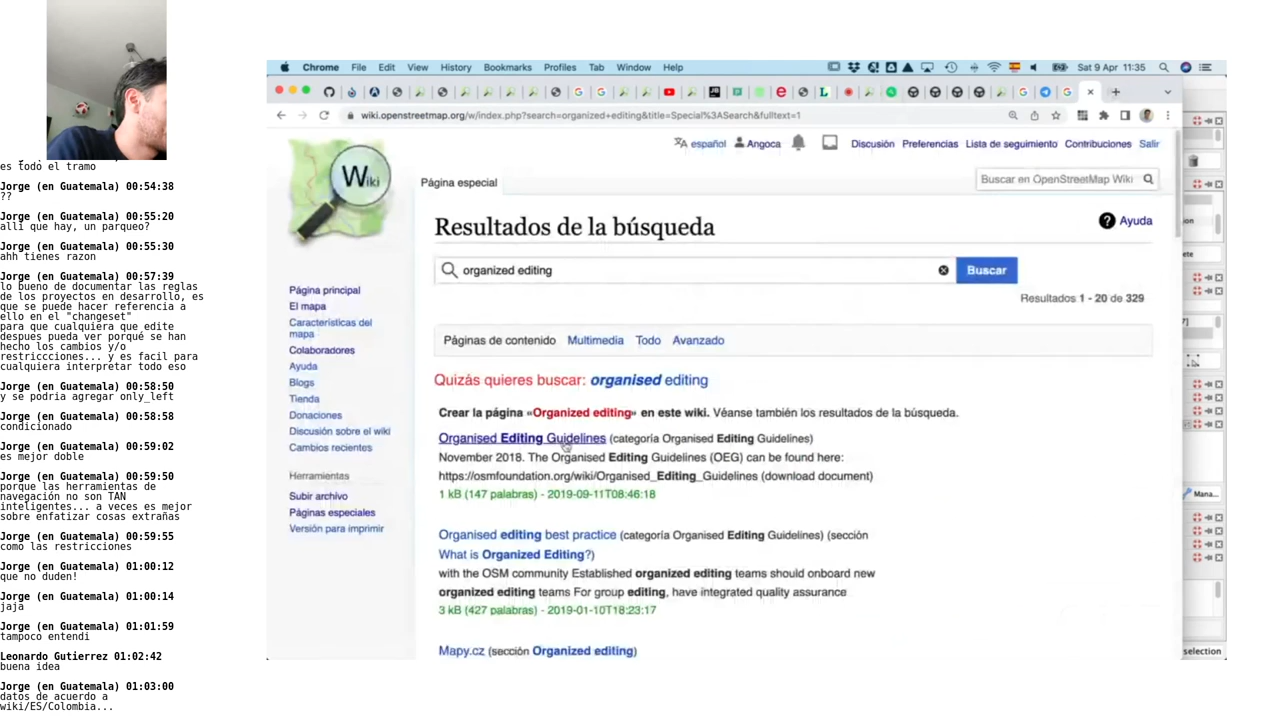 es todo el tramo
Jorge (en Guatemala) 00:54:38
??
Jorge (en Guatemala) 00:55:20
alli que hay, un parqueo?
Jorge (en Guatemala) 00:55:30
ahh tienes razon
Jorge (en Guatemala) 00:57:39
lo bueno de documentar las reglas
de los proyectos en desarrollo, es
que se puede hacer referencia a
ello en el "changeset"
para que cualquiera que edite
despues pueda ver porqué se han
hecho los cambios y/o
restriccciones... y es facil para
cualquiera interpretar todo eso
Jorge (en Guatemala) 00:58:50
y se podria agregar only_left
Jorge (en Guatemala) 00:58:58
condicionado
Jorge (en Guatemala) 00:59:02
es mejor doble
Jorge (en Guatemala) 00:59:50
porque las herramientas de
navegación no son TAN
inteligentes... a veces es mejor
sobre enfatizar cosas extrañas
Jorge (en Guatemala) 00:59:55
como las restricciones
Jorge (en Guatemala) 01:00:12
que no duden!
Jorge (en Guatemala) 01:00:14
jaja
Jorge (en Guatemala) 01:01:59
tampoco entendi
Leonardo Gutierrez 01:02:42
buena idea
Jorge (en Guatemala) 01:03:00
datos de acuerdo a
wiki/ES/Colombia...
Chrome File Edit View History Bookmarks Profiles Tab Window Help Sat 9 Apr 11:35
wiki.openstreetmap.org/w/index.php?search=organized+editing&title=Special%3ASearch&fulltext=1
Wiki
español Angoca Discusión Preferencias Lista de seguimiento Contribuciones Salir
Página especial
Buscar en OpenStreetMap Wiki
Resultados de la búsqueda
Ayuda
organized editing
Buscar
Resultados 1 - 20 de 329
Página principal
El mapa
Características del
mapa
Colaboradores
Ayuda
Blogs
Tienda
Donaciones
Discusión sobre el wiki
Cambios recientes
Herramientas
Subir archivo
Páginas especiales
Versión para imprimir
Páginas de contenido Multimedia Todo Avanzado
Quizás quieres buscar: organised editing
Crear la página «Organized editing» en este wiki. Véanse también los resultados de la búsqueda.
Organised Editing Guidelines (categoría Organised Editing Guidelines)
November 2018. The Organised Editing Guidelines (OEG) can be found here:
https://osmfoundation.org/wiki/Organised_Editing_Guidelines (download document)
1 kB (147 palabras) - 2019-09-11T08:46:18
Organised editing best practice (categoría Organised Editing Guidelines) (sección
What is Organized Editing?)
with the OSM community Established organized editing teams should onboard new
organized editing teams For group editing, have integrated quality assurance
3 kB (427 palabras) - 2019-01-10T18:23:17
Mapy.cz (sección Organized editing)
Mana...
selection